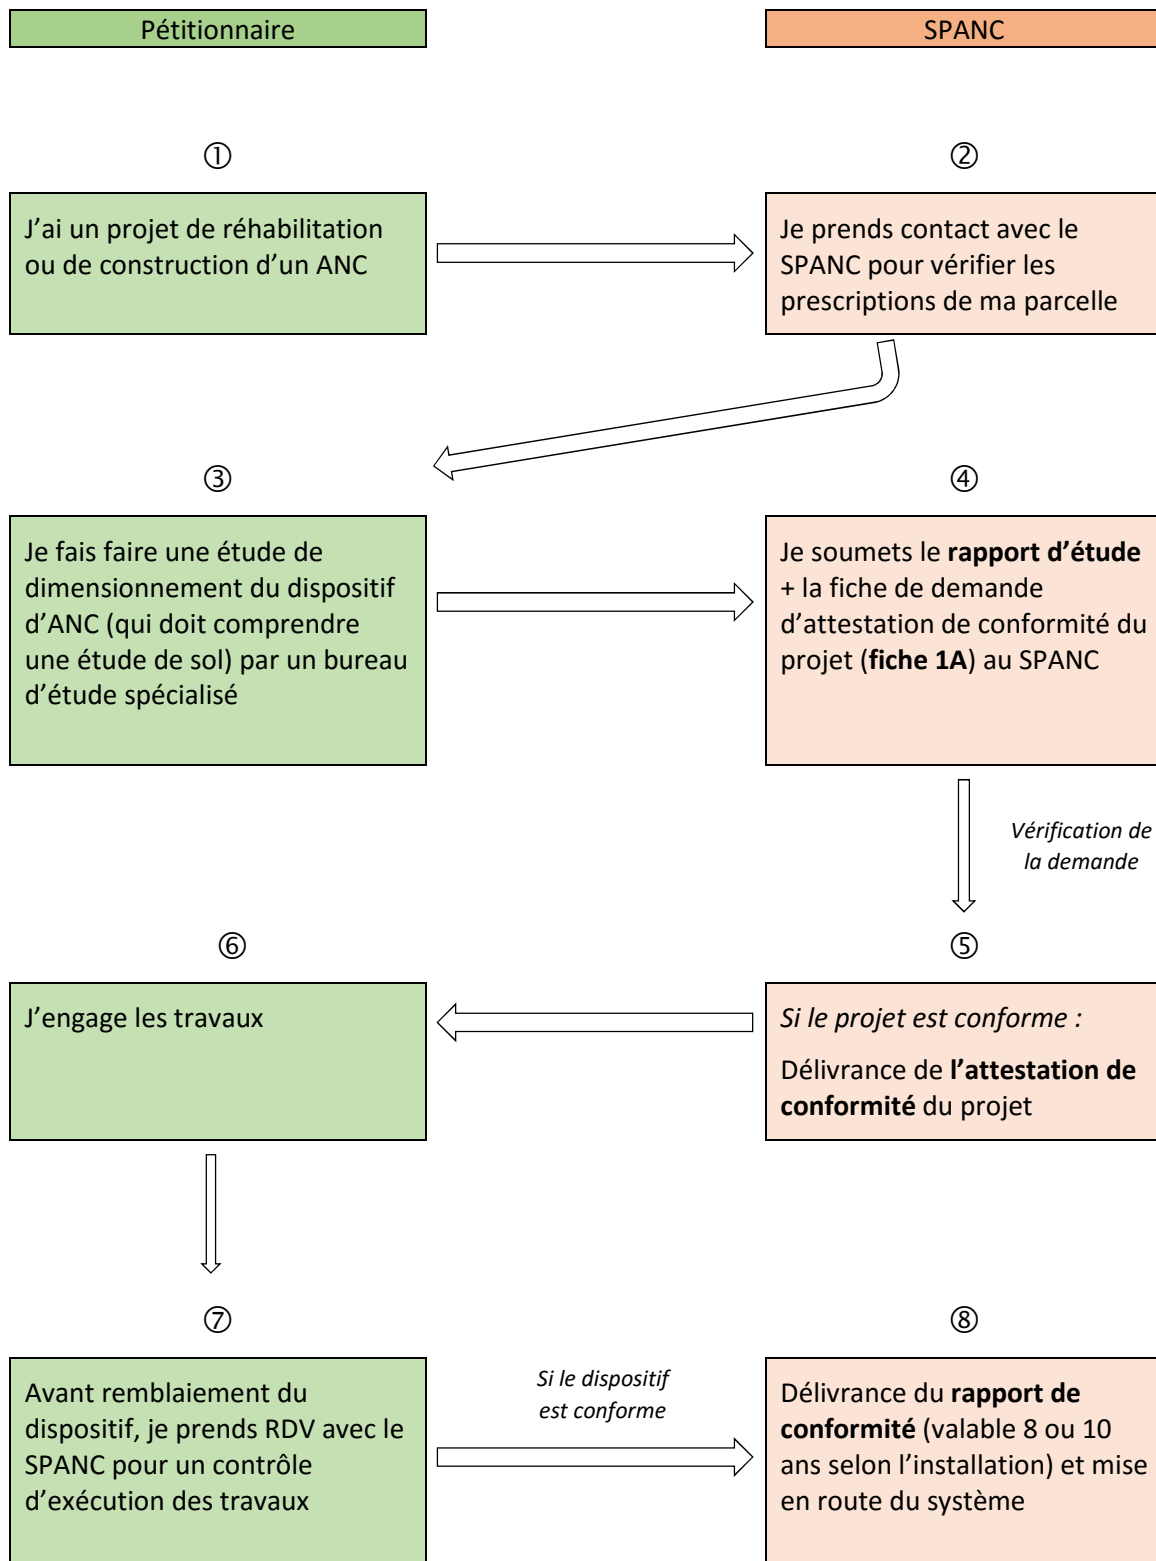 Pétitionnaire
SPANC
①
②
J’ai un projet de réhabilitation
ou de construction d’un ANC
Je prends contact avec le
SPANC pour vérifier les
prescriptions de ma parcelle
③
④
Je fais faire une étude de
dimensionnement du dispositif
d’ANC (qui doit comprendre
une étude de sol) par un bureau
d’étude spécialisé
Je soumets le rapport d’étude
+ la fiche de demande
d’attestation de conformité du
projet (fiche 1A) au SPANC
Vérification de
la demande
⑤
Si le projet est conforme :
Délivrance de l’attestation de
conformité du projet
⑥
J’engage les travaux
⑦
Avant remblaiement du
dispositif, je prends RDV avec le
SPANC pour un contrôle
d’exécution des travaux
Si le dispositif
est conforme
⑧
Délivrance du rapport de
conformité (valable 8 ou 10
ans selon l’installation) et mise
en route du système